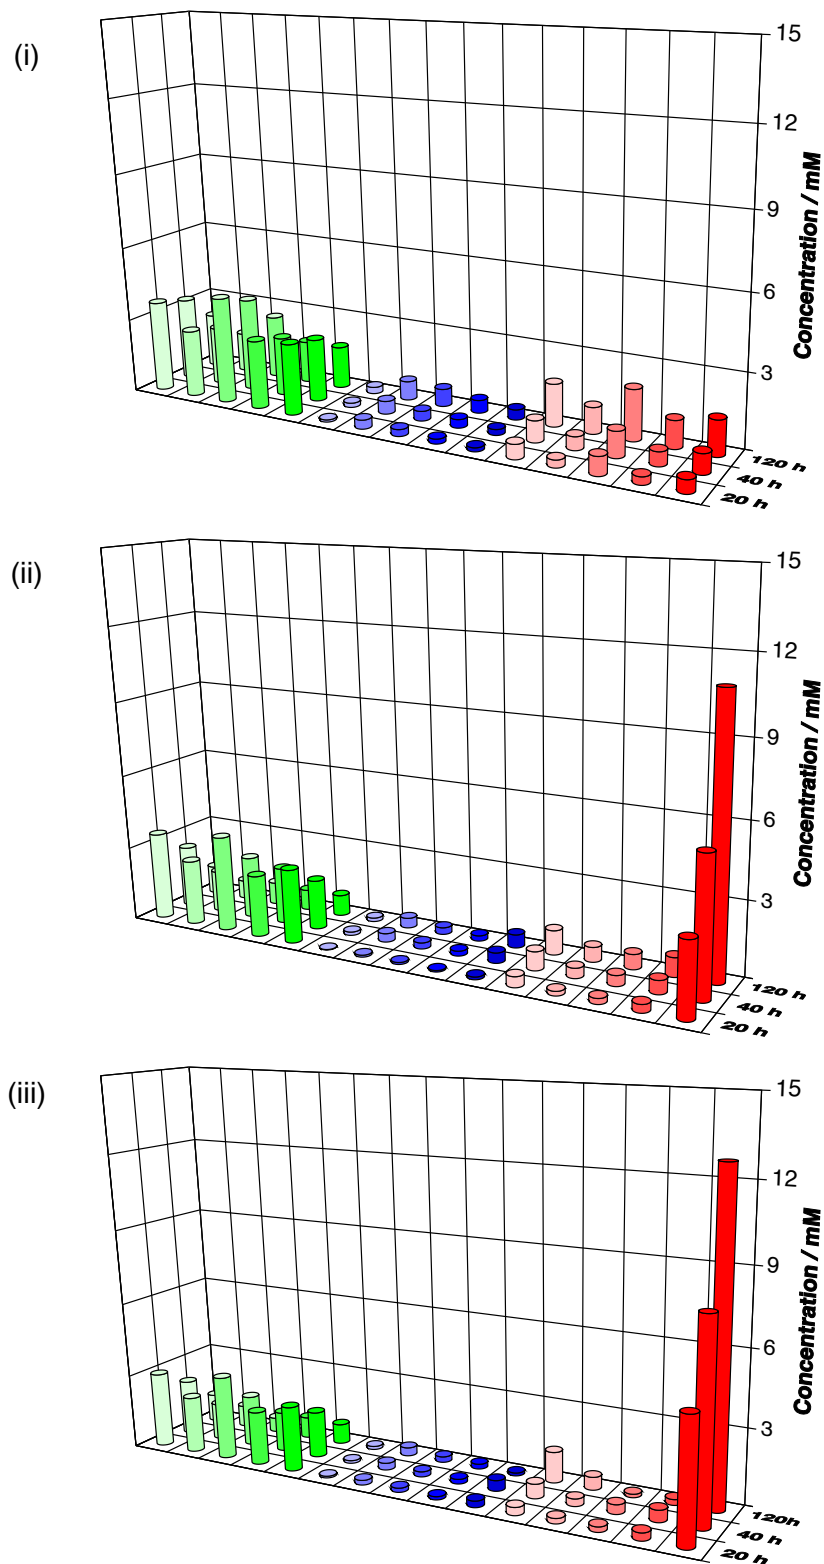 (i)
15
12
9
6
3
Concentration / mM
120 h
40 h
20 h
(ii)
15
12
9
6
3
Concentration / mM
120 h
40 h
20 h
(iii)
15
12
9
6
3
Concentration / mM
120h
40 h
20 h